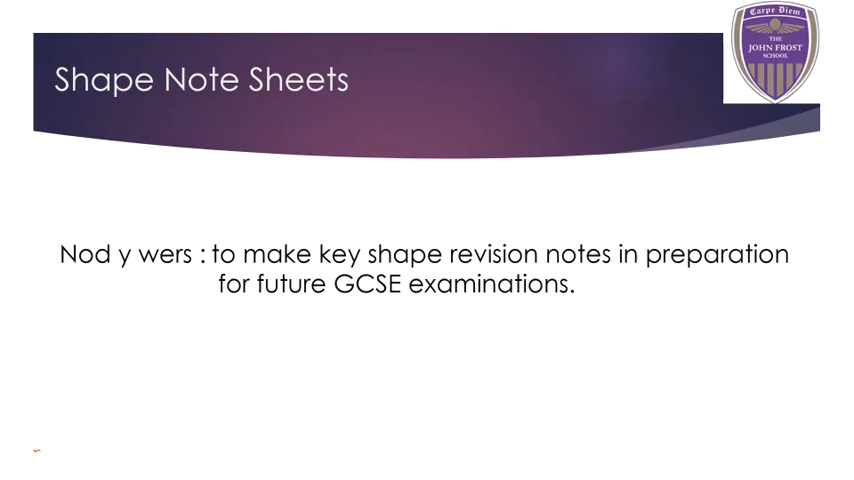 Carpe Diem
THE
JOHN FROST
SCHOOL
Shape Note Sheets
Nod y wers : to make key shape revision notes in preparation
for future GCSE examinations.